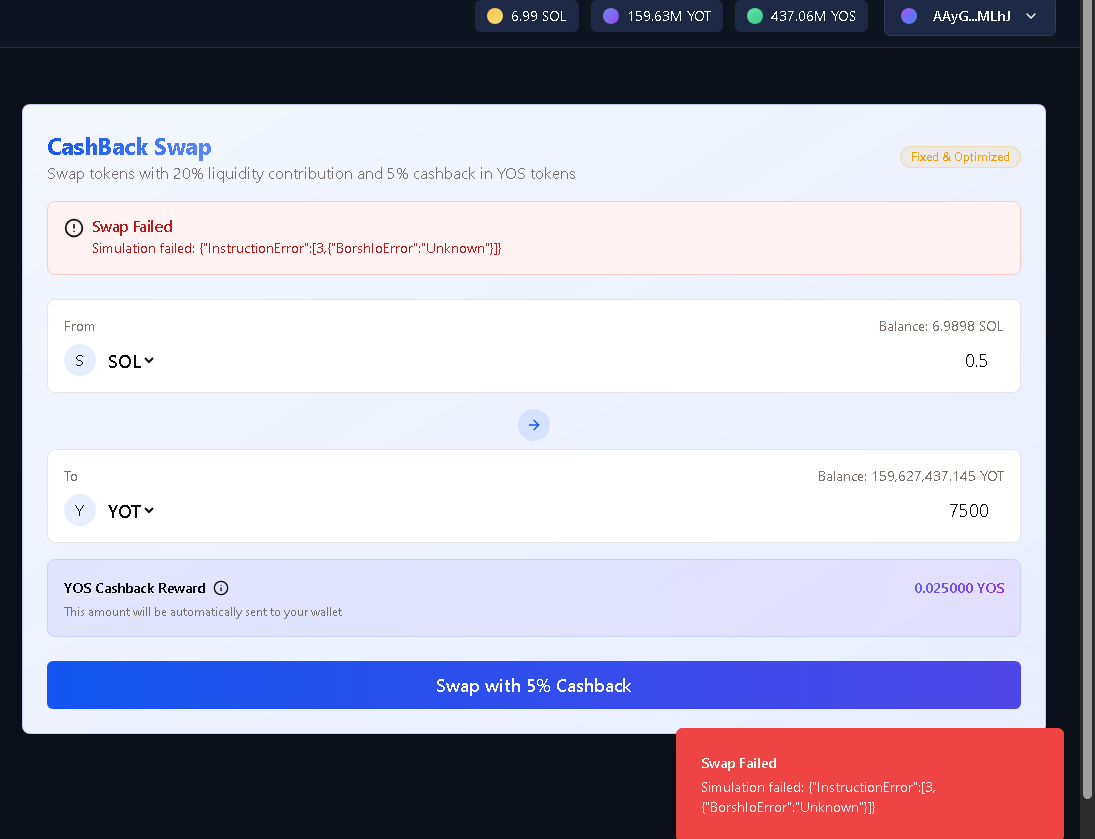 6.99 SOL
159.63M YOT
437.06M YOS
AAyG...MLhJ
CashBack Swap
Swap tokens with 20% liquidity contribution and 5% cashback in YOS tokens
Fixed & Optimized
Swap Failed
Simulation failed: {"InstructionError":[3,{"BorshIoError":"Unknown"}]}
From
Balance: 6.9898 SOL
S
SOL
0.5
To
Balance: 159,627,437.145 YOT
Y
YOT
7500
YOS Cashback Reward
0.025000 YOS
This amount will be automatically sent to your wallet
Swap with 5% Cashback
Swap Failed
Simulation failed: {"InstructionError":[3,
{"BorshIoError":"Unknown"}]}